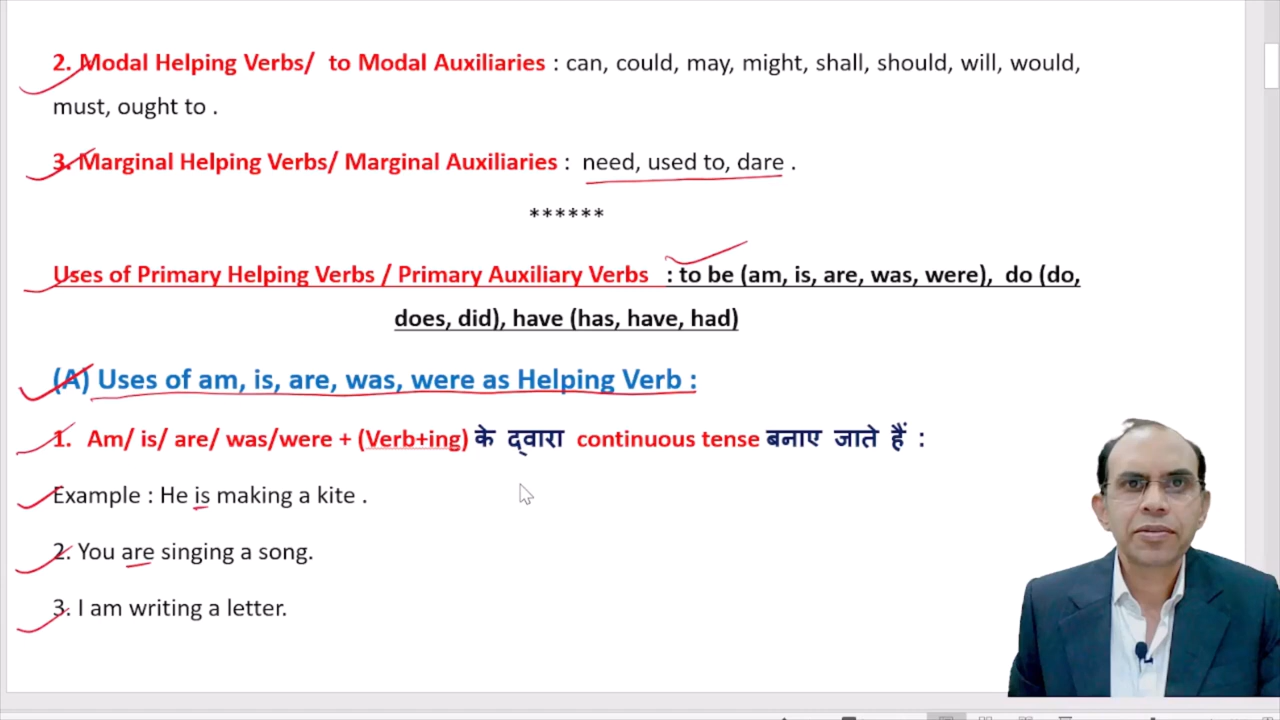 2. Modal Helping Verbs/ to Modal Auxiliaries : can, could, may, might, shall, should, will, would,
must, ought to .
3. Marginal Helping Verbs/ Marginal Auxiliaries : need, used to, dare .
******
Uses of Primary Helping Verbs / Primary Auxiliary Verbs : to be (am, is, are, was, were), do (do,
does, did), have (has, have, had)
(A) Uses of am, is, are, was, were as Helping Verb :
1. Am/ is/ are/ was/were + (Verb+ing) के द्वारा continuous tense बनाए जाते हैं :
Example : He is making a kite .
2. You are singing a song.
3. I am writing a letter.